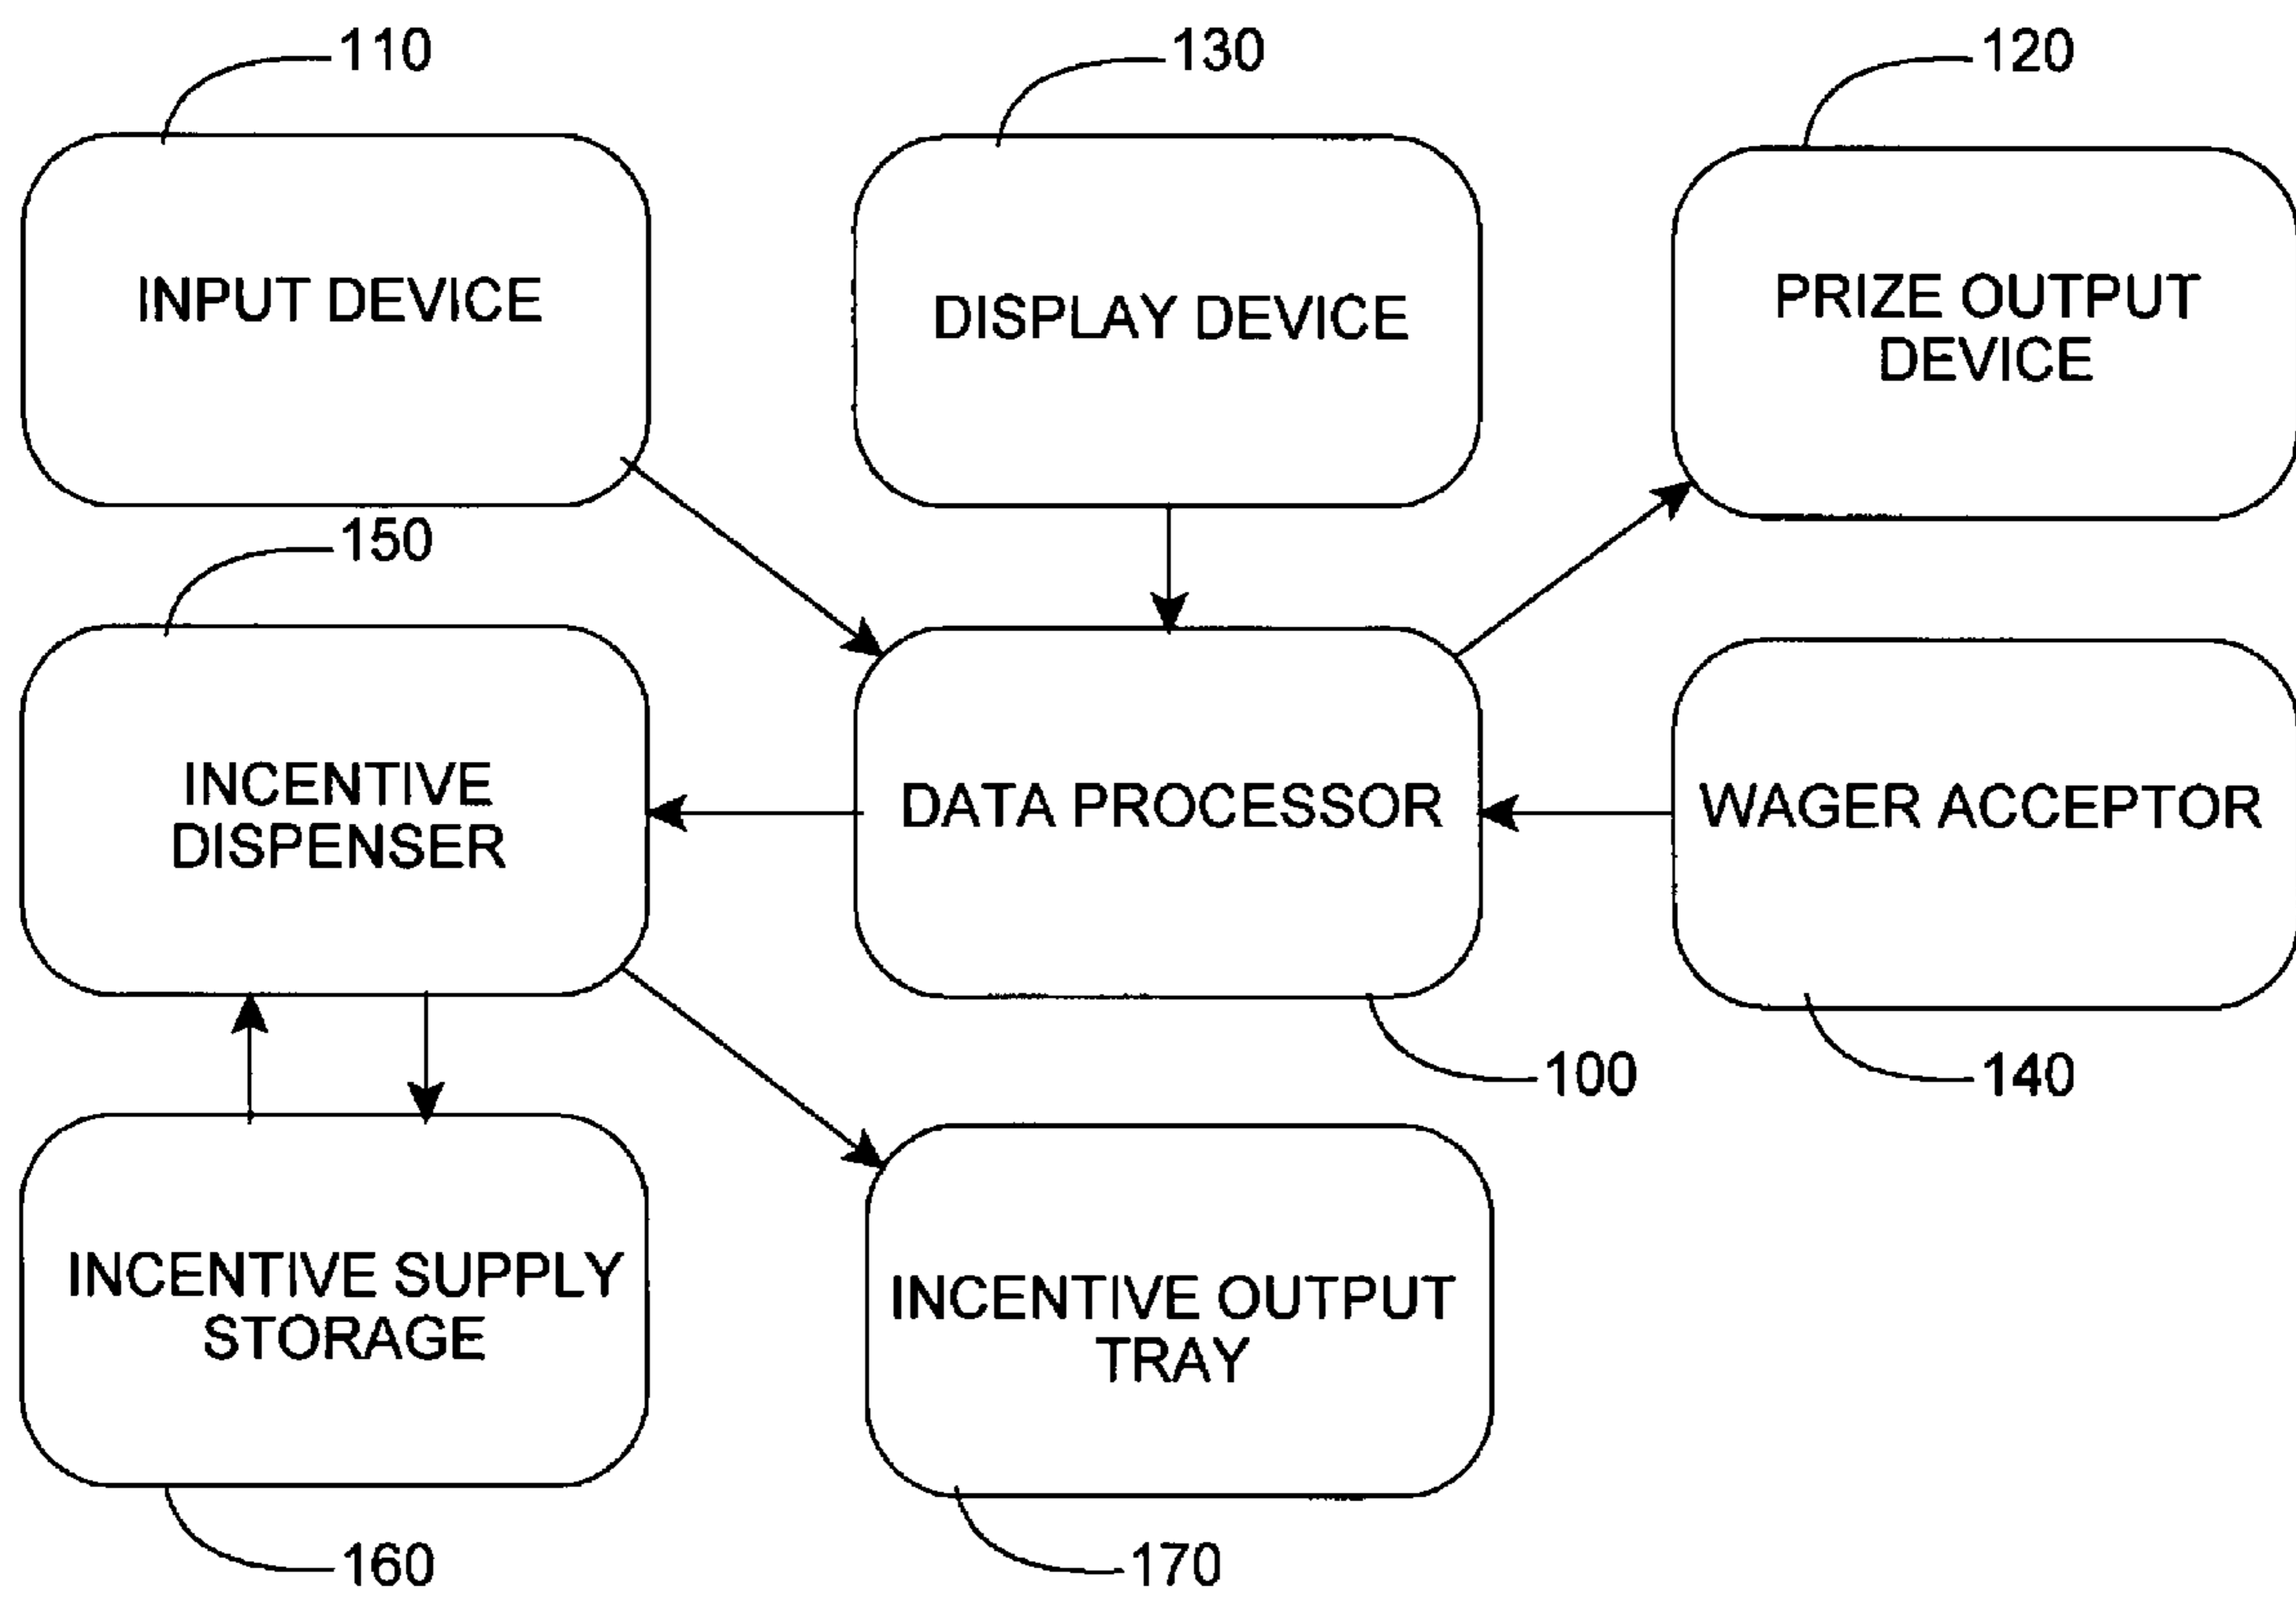 110
130
120
INPUT DEVICE
DISPLAY DEVICE
PRIZE OUTPUT
DEVICE
150
INCENTIVE
DISPENSER
DATA PROCESSOR
WAGER ACCEPTOR
100
140
INCENTIVE SUPPLY
STORAGE
INCENTIVE OUTPUT
TRAY
160
170